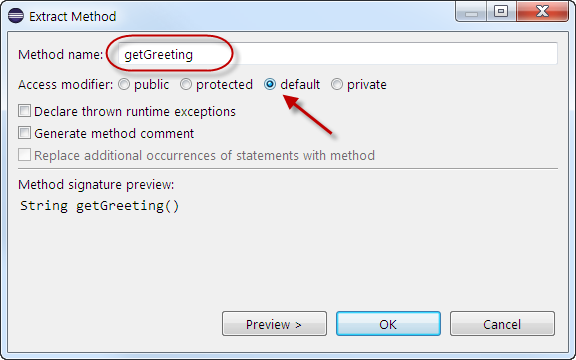 Extract Method
Method name: getGreeting
Access modifier: public protected default private
Declare thrown runtime exceptions
Generate method comment
Replace additional occurrences of statements with method
Method signature preview:
String getGreeting()
Preview > OK Cancel